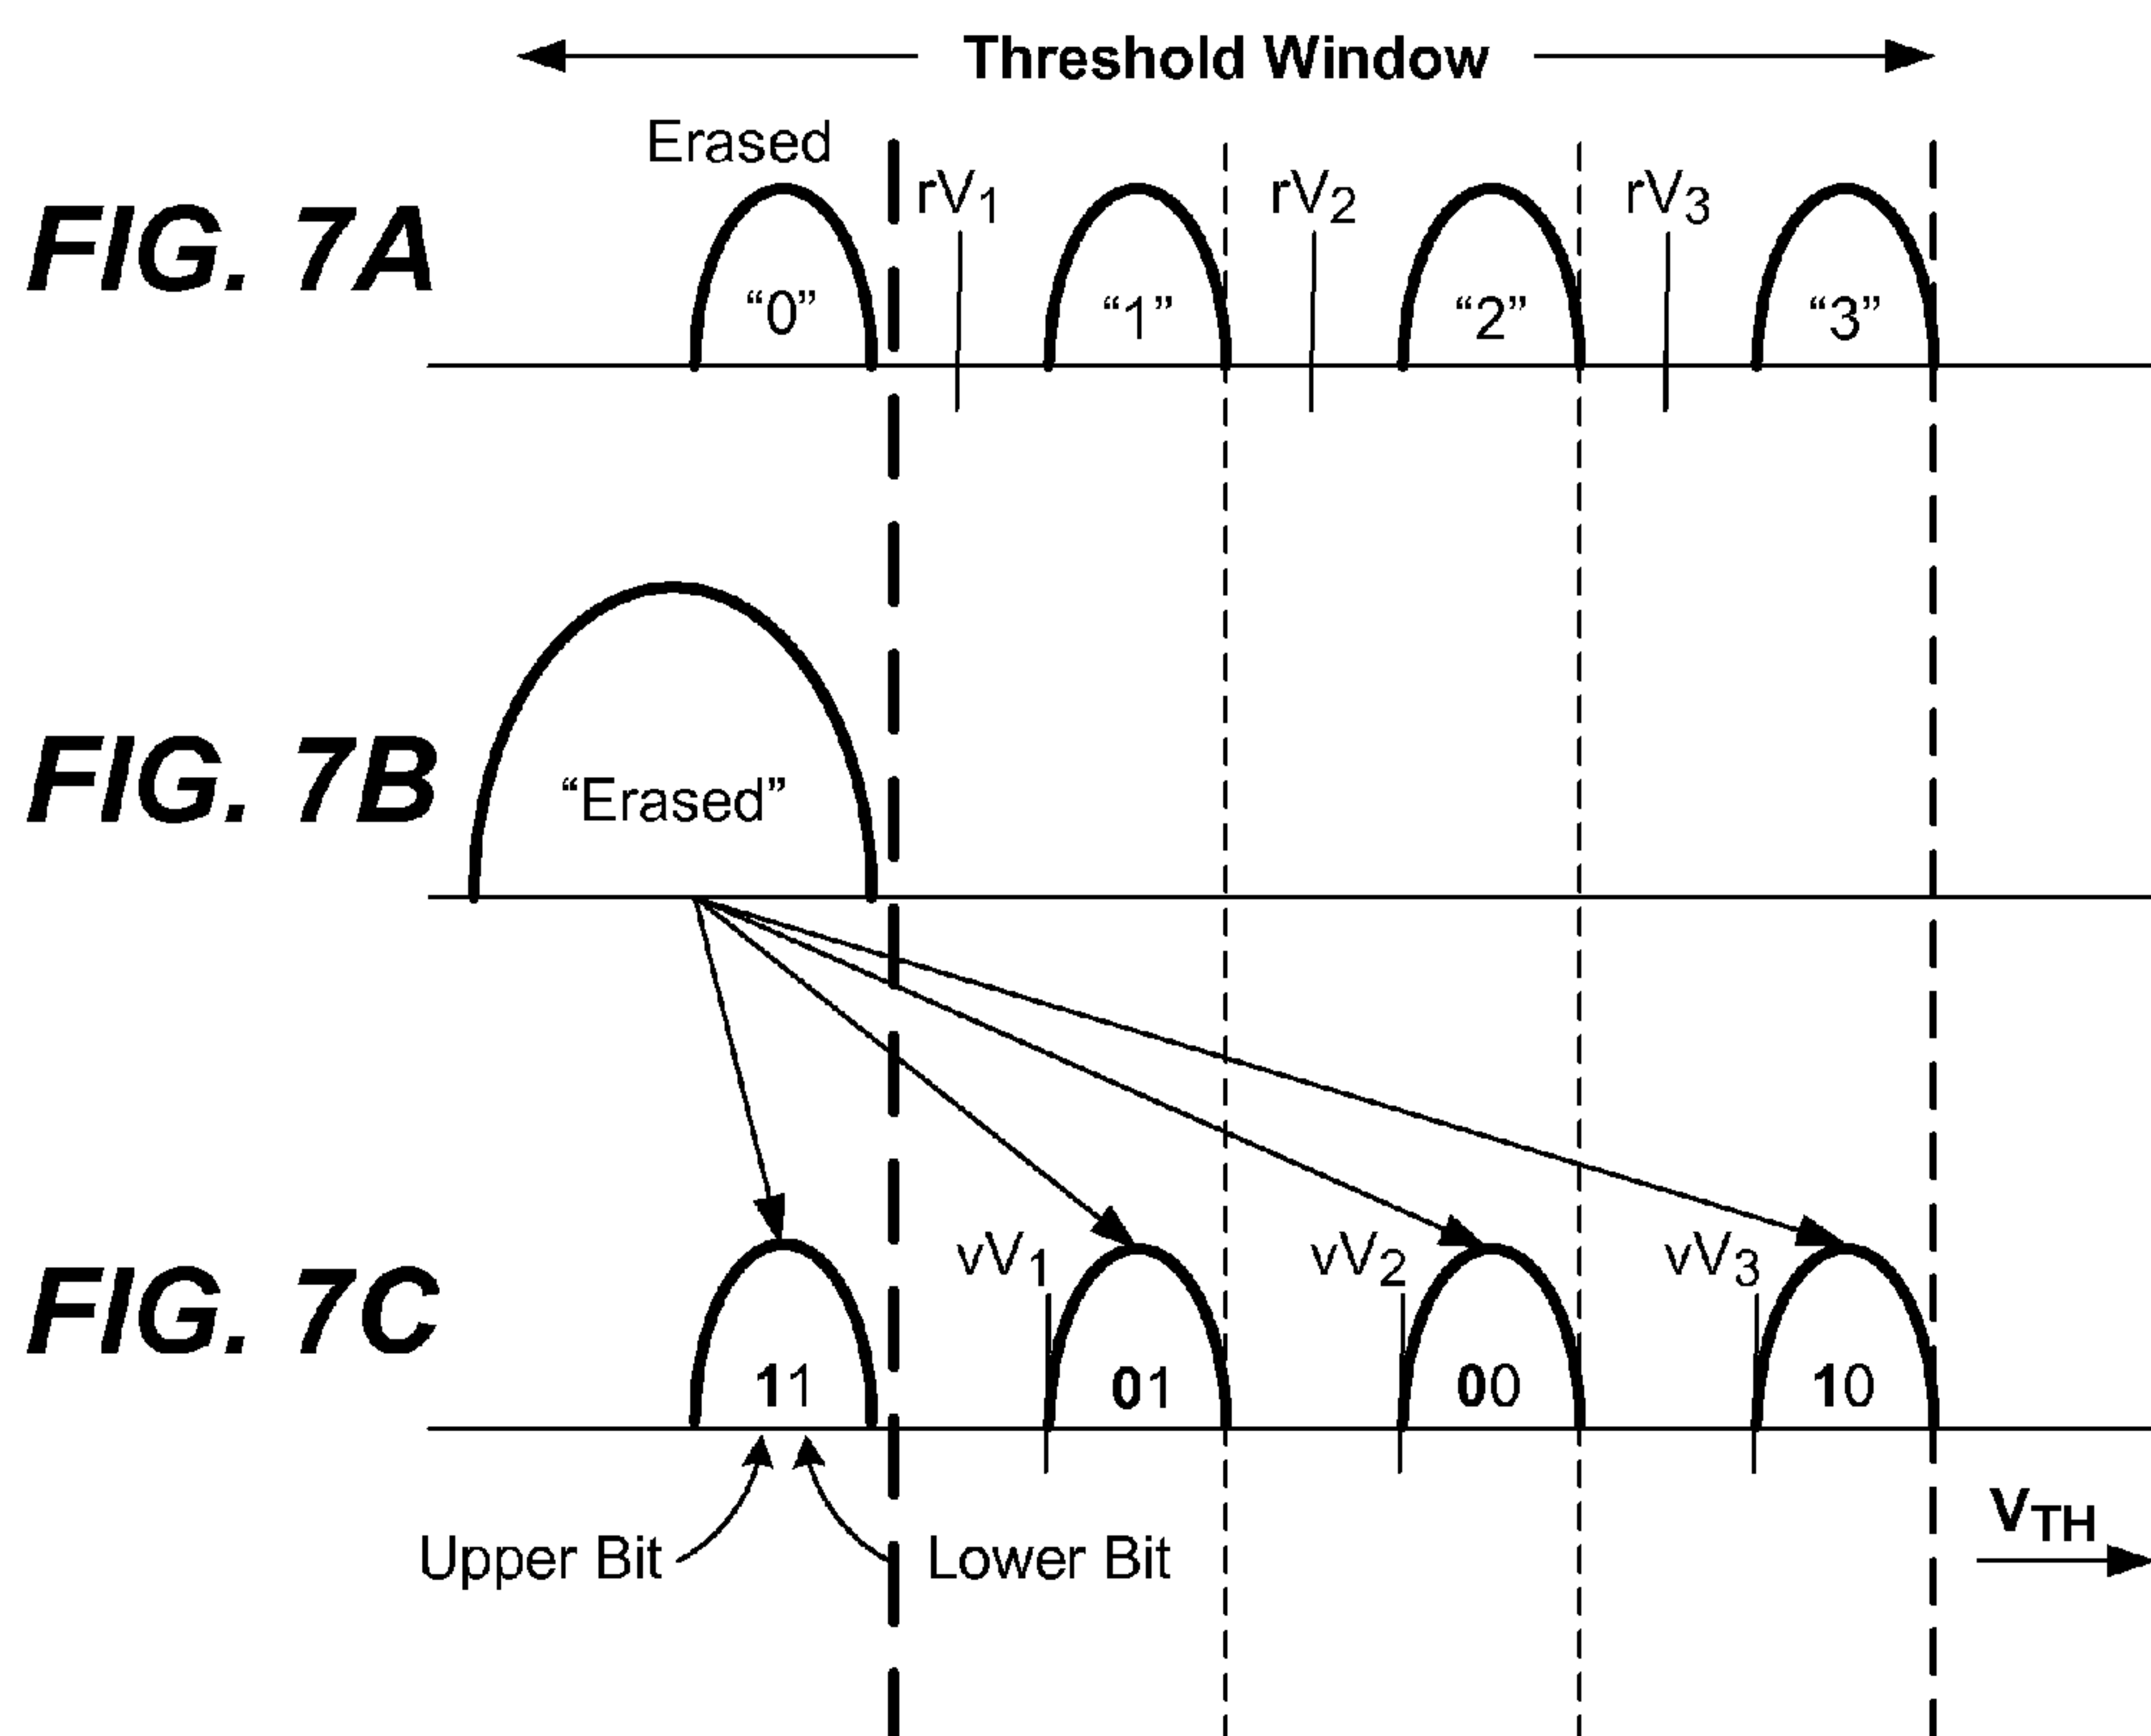 Threshold Window
Erased
rV1 rV2 rV3
FIG. 7A
“0” “1” “2” “3”
FIG. 7B
“Erased”
vV1 vV2 vV3
FIG. 7C
11 01 00 10
VTH
Upper Bit Lower Bit